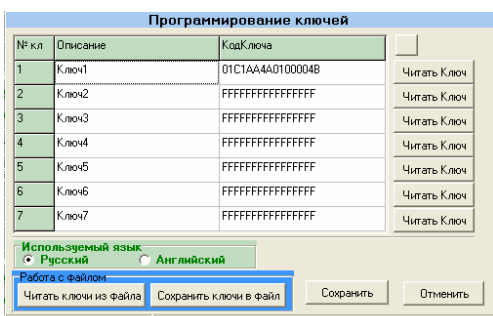 Программирование ключей
№ кл Описание КодКлюча
1 Ключ1 01C1AA4A0100004B Читать Ключ
2 Ключ2 FFFFFFFFFFFFFFFF Читать Ключ
3 Ключ3 FFFFFFFFFFFFFFFF Читать Ключ
4 Ключ4 FFFFFFFFFFFFFFFF Читать Ключ
5 Ключ5 FFFFFFFFFFFFFFFF Читать Ключ
6 Ключ6 FFFFFFFFFFFFFFFF Читать Ключ
7 Ключ7 FFFFFFFFFFFFFFFF Читать Ключ
Используемый язык
Русский Английский
Работа с файлом
Читать ключи из файла Сохранить ключи в файл Сохранить Отменить